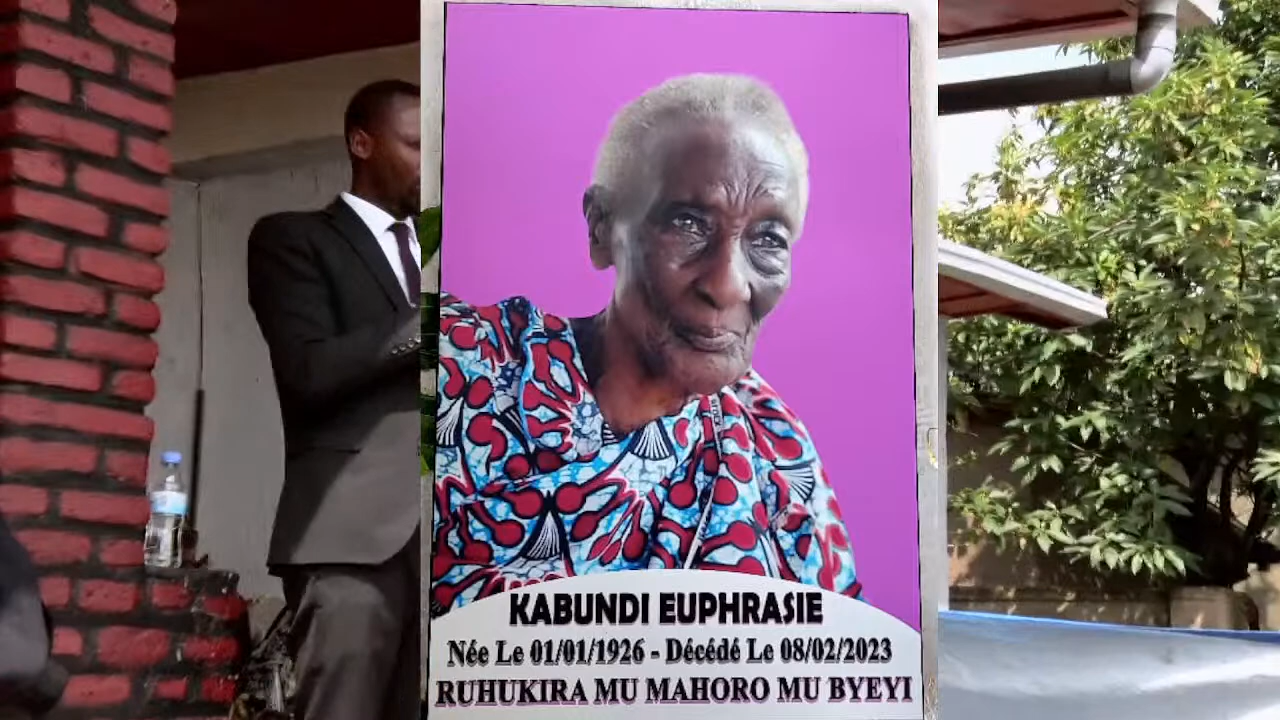 KABUNDI EUPHRASIE
Née Le 01/01/1926 - Décédé Le 08/02/2023
RUHUKIRA MU MAHORO MU BYEYI